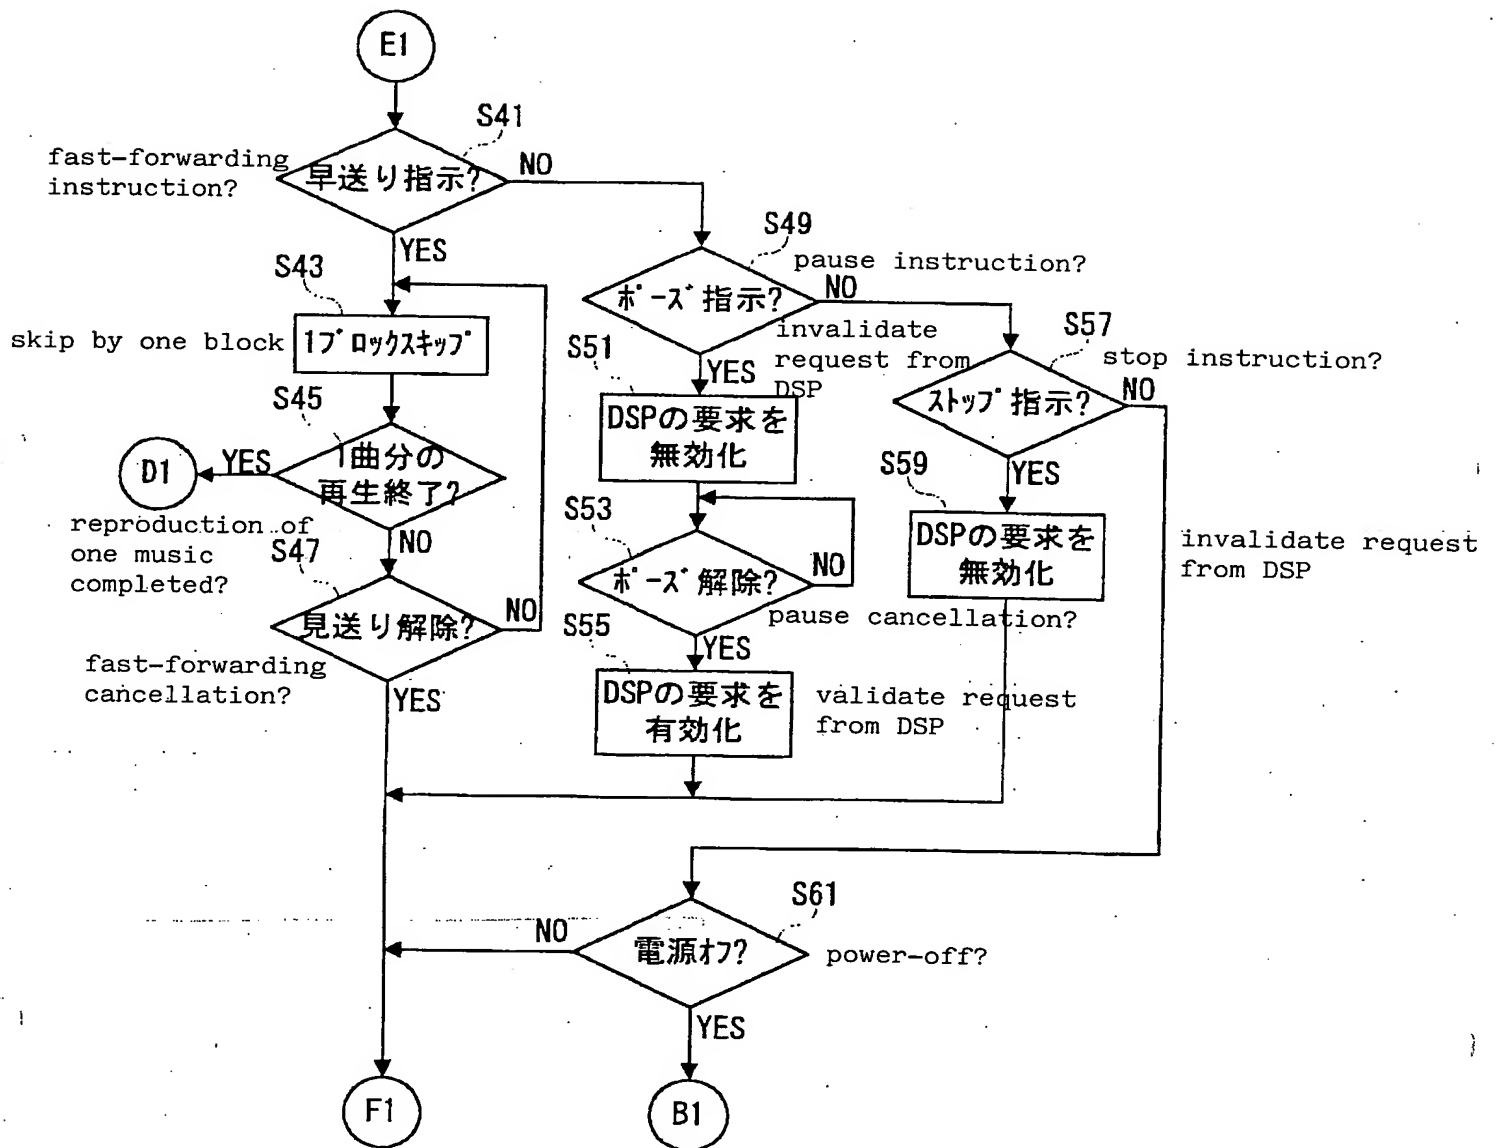 E1
S41
fast-forwarding
instruction?
早送り指示?
NO
YES
S49
pause instruction?
ポーズ指示?
NO
S43
skip by one block
1ブロックスキップ
invalidate
request from
DSP
YES
S51
DSPの要求を
無効化
S57
stop instruction?
ストップ指示?
NO
S45
1曲分の
再生終了?
YES
D1
reproduction of
one music
completed?
NO
S47
見送り解除?
NO
fast-forwarding
cancellation?
YES
S53
ポーズ解除?
NO
pause cancellation?
YES
S55
DSPの要求を
有効化
validate request
from DSP
YES
S59
DSPの要求を
無効化
invalidate request
from DSP
S61
電源オフ?
NO
power-off?
YES
F1
B1